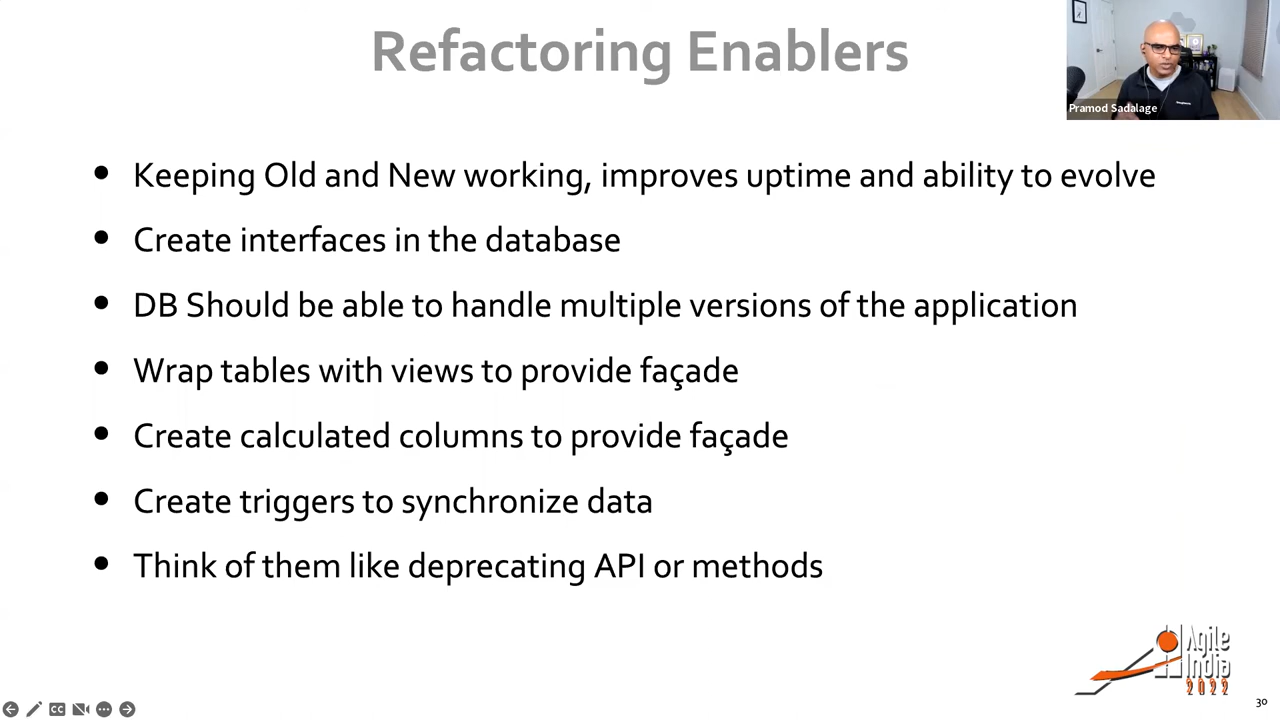 Refactoring Enablers
Pramod Sadalage
• Keeping Old and New working, improves uptime and ability to evolve
• Create interfaces in the database
• DB Should be able to handle multiple versions of the application
• Wrap tables with views to provide façade
• Create calculated columns to provide façade
• Create triggers to synchronize data
• Think of them like deprecating API or methods
Agile
India
2022
CC
30